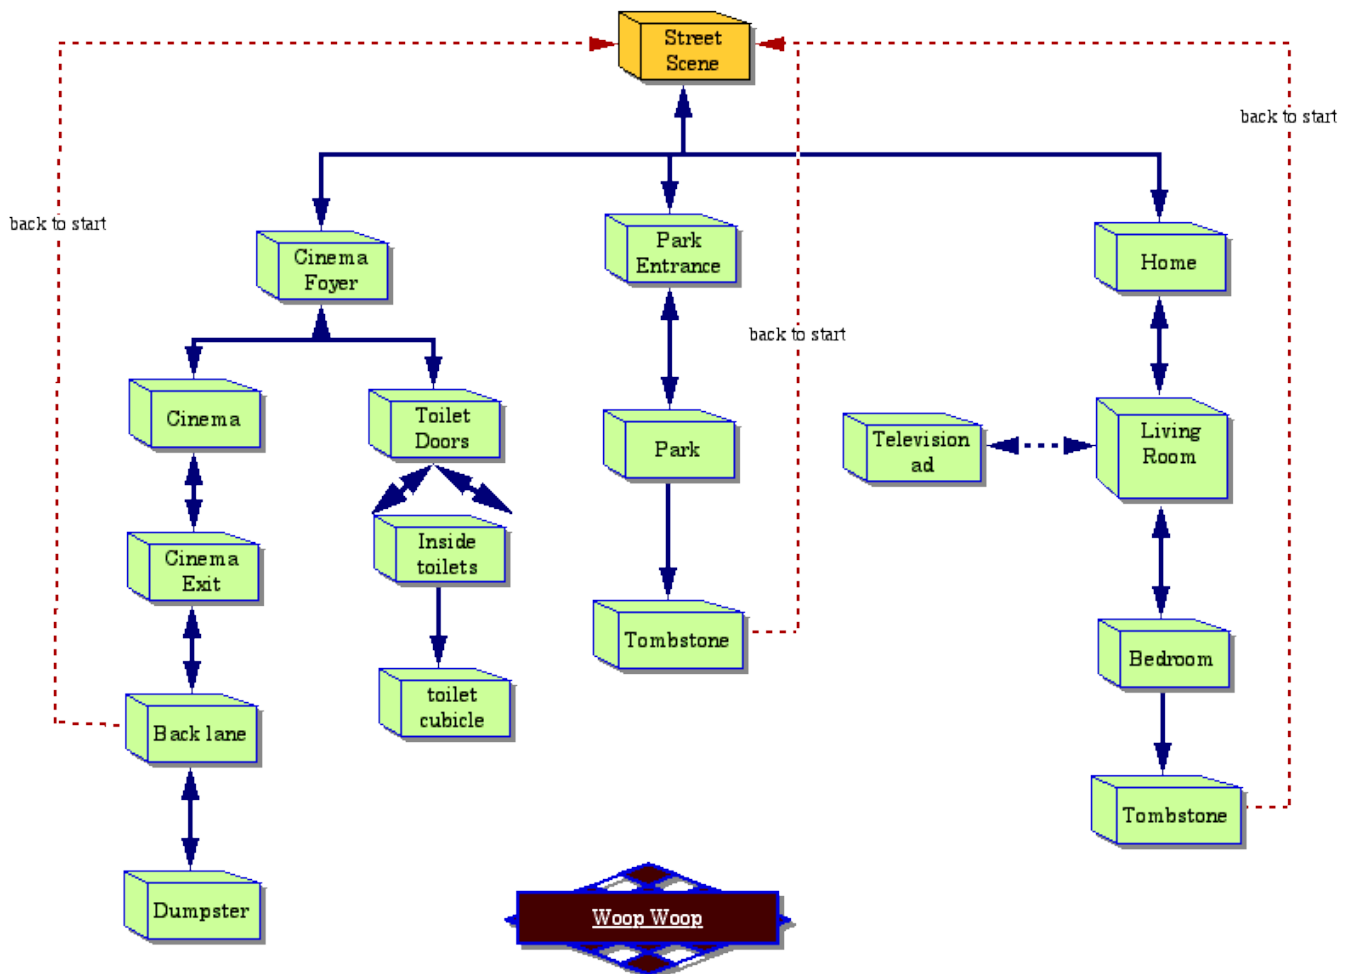 Street
Scene
back to start
back to start
Cinema
Foyer
Park
Entrance
Home
back to start
Cinema
Toilet
Doors
Park
Television
ad
Living
Room
Cinema
Exit
Inside
toilets
Tombstone
Bedroom
Back lane
toilet
cubicle
Tombstone
Dumpster
Woop Woop